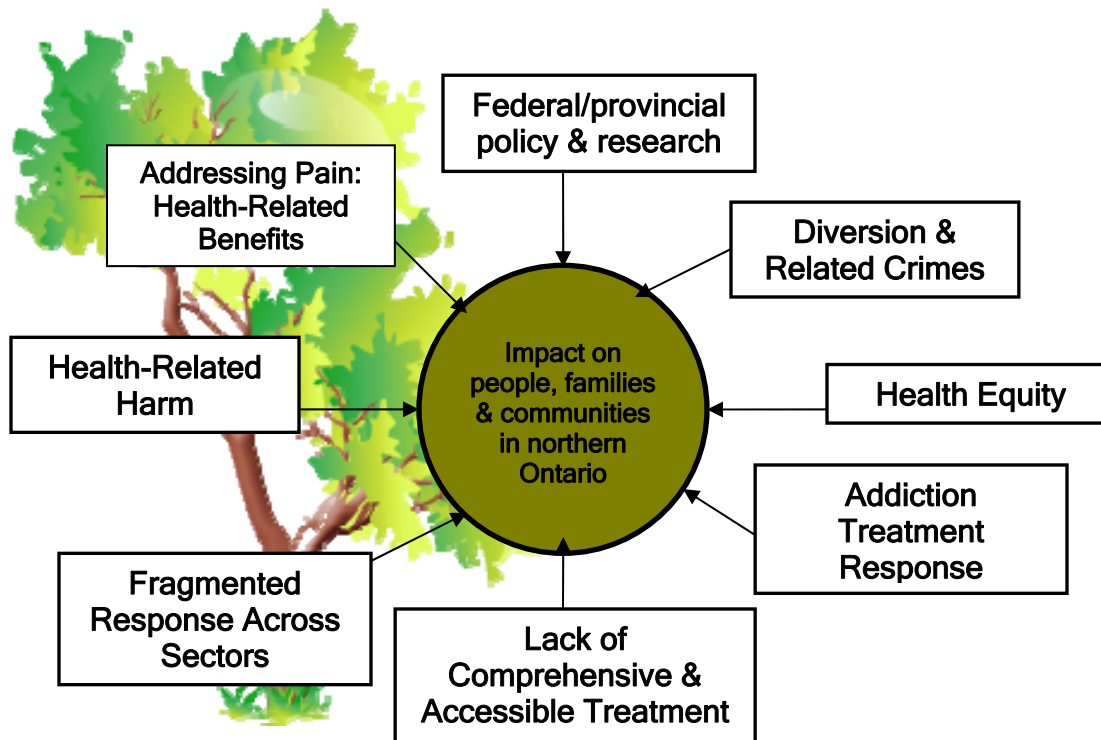 Federal/provincial
policy & research
Addressing Pain:
Health-Related
Benefits
Diversion &
Related Crimes
Health-Related
Harm
Impact on
people, families
& communities
in northern
Ontario
Health Equity
Addiction
Treatment
Response
Fragmented
Response Across
Sectors
Lack of
Comprehensive &
Accessible Treatment